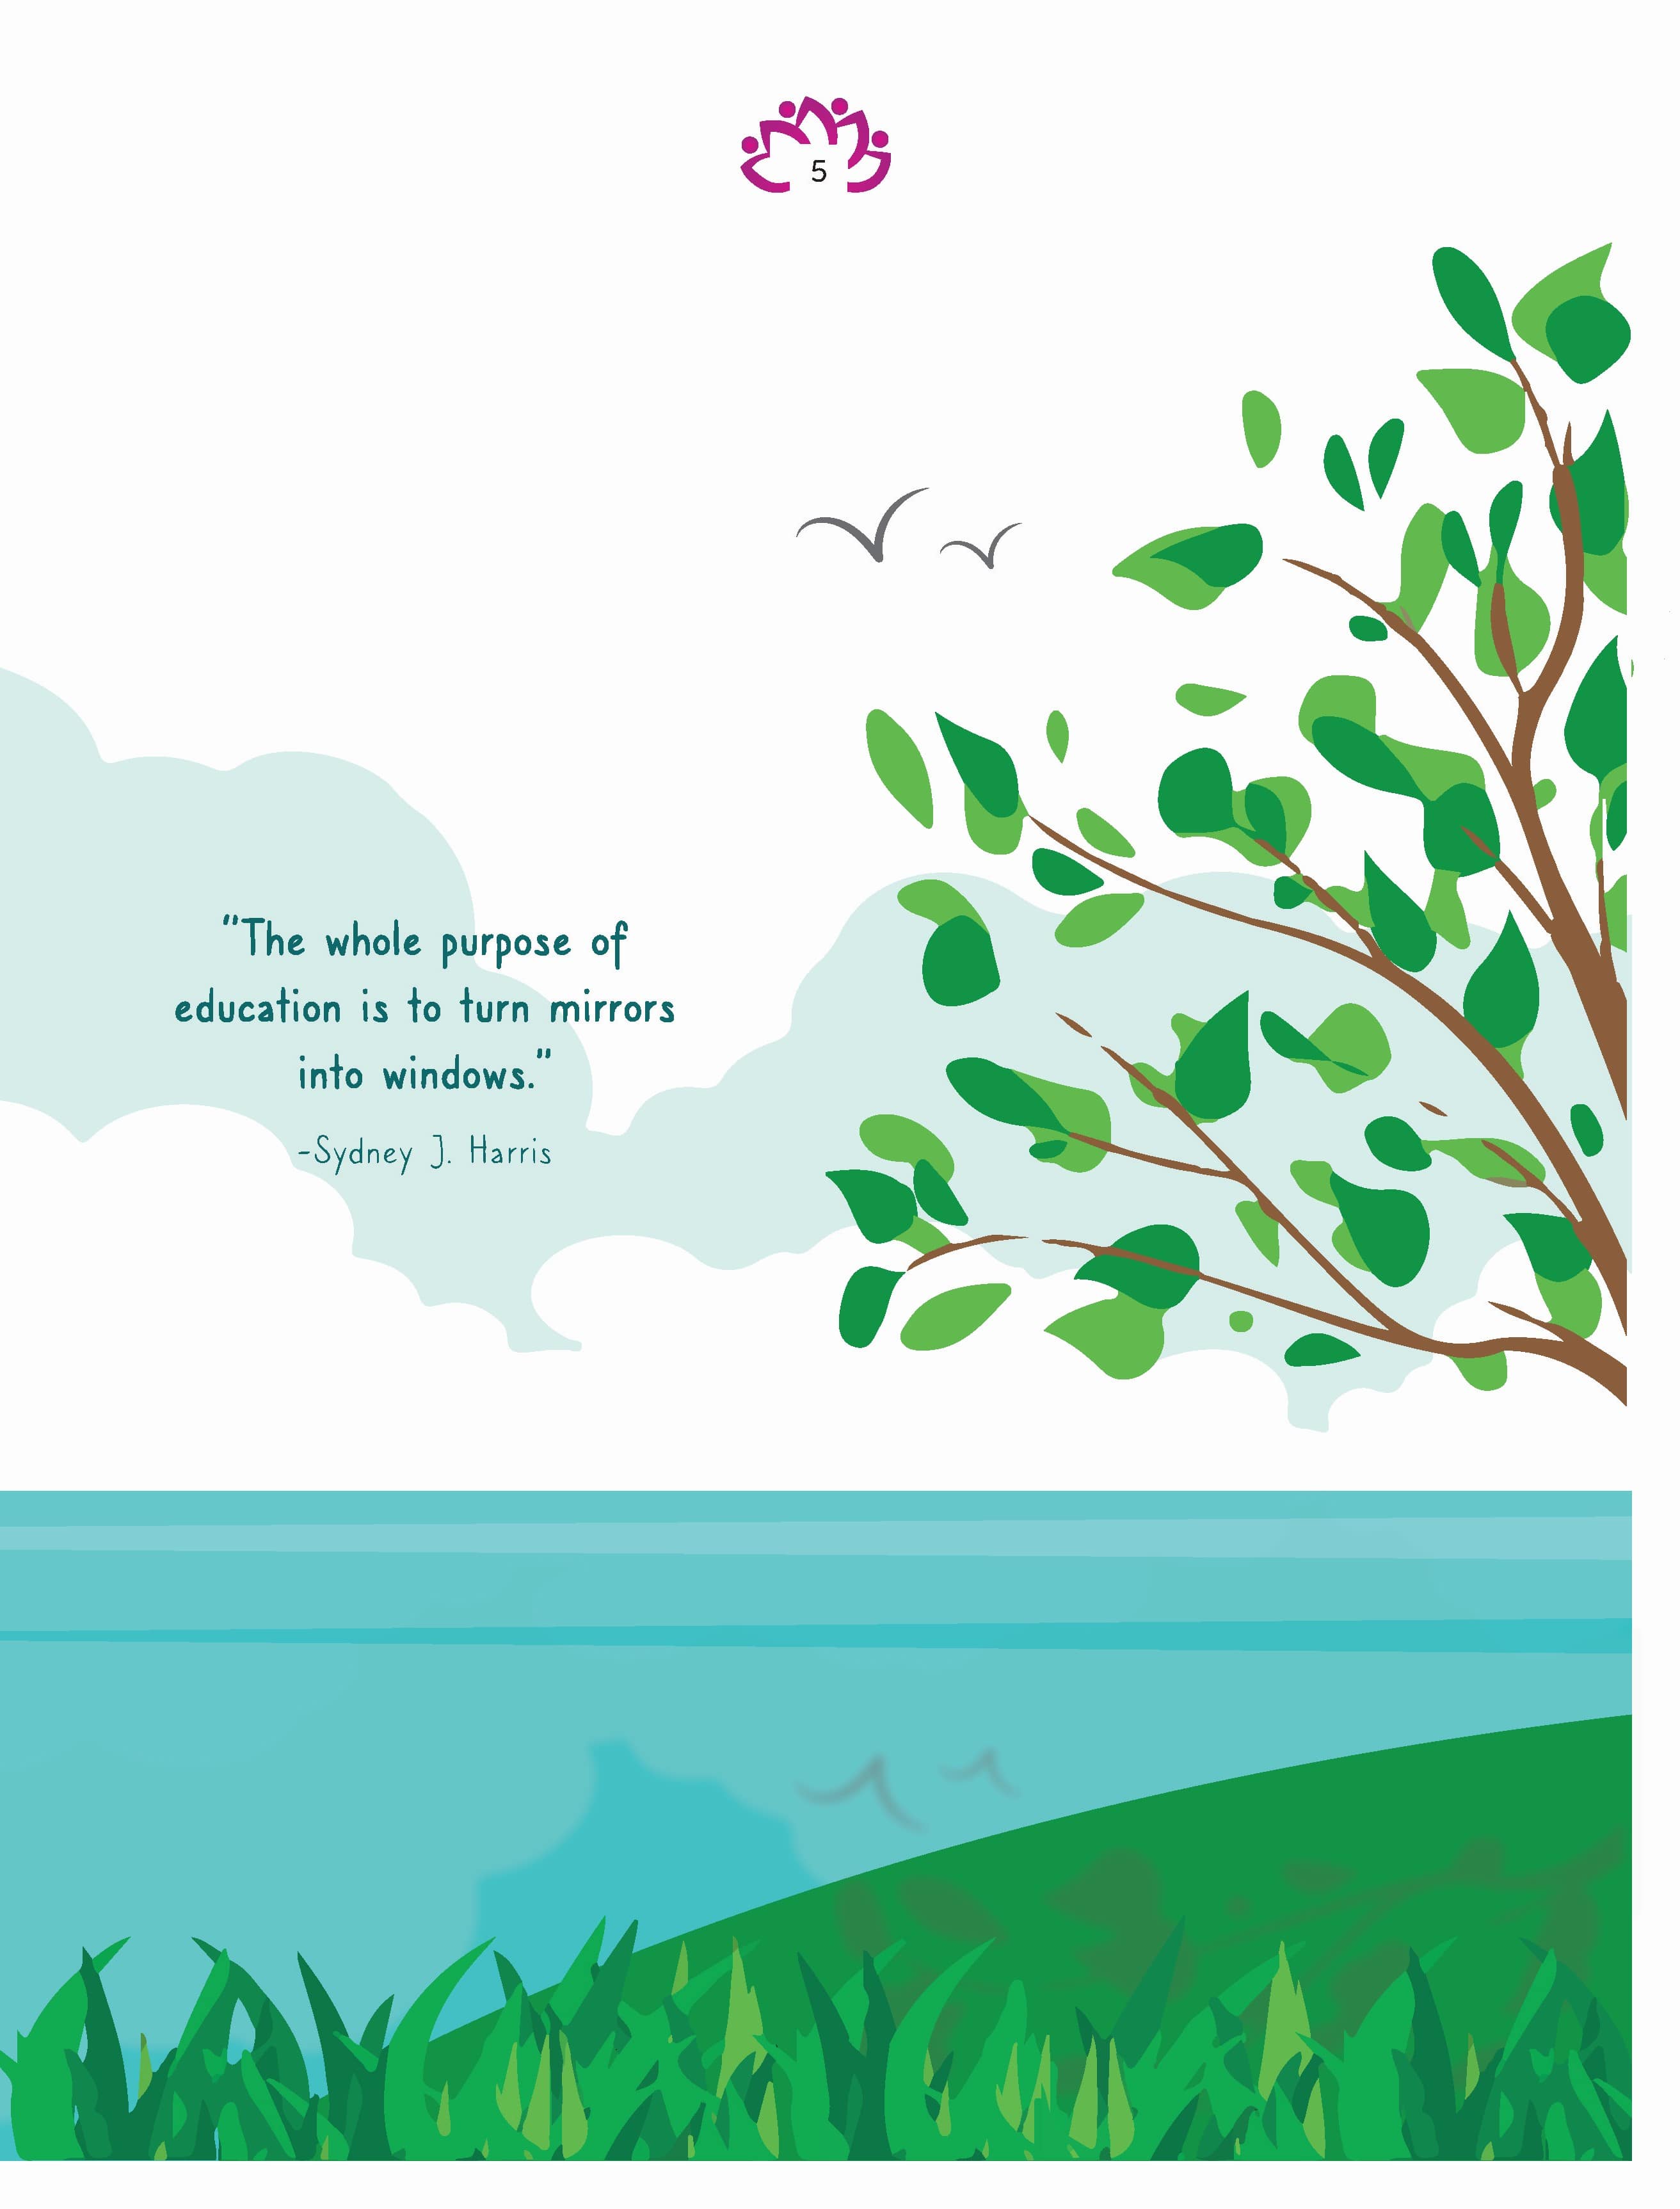 5
"The whole purpose of
education is to turn mirrors
into windows."
-Sydney J. Harris